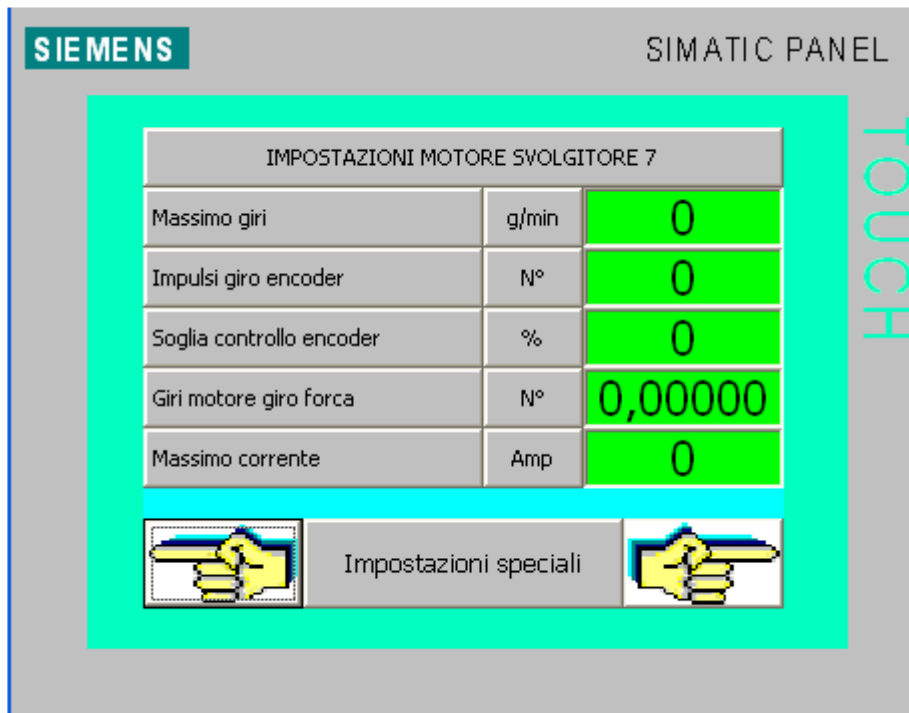 SIEMENS
SIMATIC PANEL
TOUCH
IMPOSTAZIONI MOTORE SVOLGITORE 7
Massimo giri g/min 0
Impulsi giro encoder N° 0
Soglia controllo encoder % 0
Giri motore giro forca N° 0,00000
Massimo corrente Amp 0
Impostazioni speciali